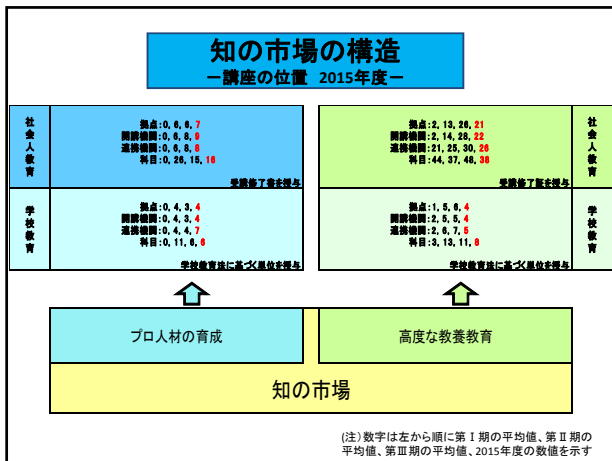 知の市場の構造
－講座の位置 2015年度－
社会人教育
拠点:0, 6, 6, 7
開講機関:0, 6, 8, 9
連携機関:0, 6, 8, 8
科目:0, 26, 15, 16
受講修了書を授与
拠点:2, 13, 26, 21
開講機関:2, 14, 28, 22
連携機関:21, 25, 30, 26
科目:44, 37, 48, 38
受講修了証を授与
社会人教育
学校教育
拠点:0, 4, 3, 4
開講機関:0, 4, 3, 4
連携機関:0, 4, 4, 7
科目:0, 11, 6, 6
学校教育法に基づく単位を授与
拠点:1, 5, 6, 4
開講機関:2, 5, 5, 4
連携機関:2, 6, 7, 5
科目:3, 13, 11, 8
学校教育法に基づく単位を授与
学校教育
プロ人材の育成
高度な教養教育
知の市場
(注)数字は左から順に第Ⅰ期の平均値、第Ⅱ期の
平均値、第Ⅲ期の平均値、2015年度の数値を示す